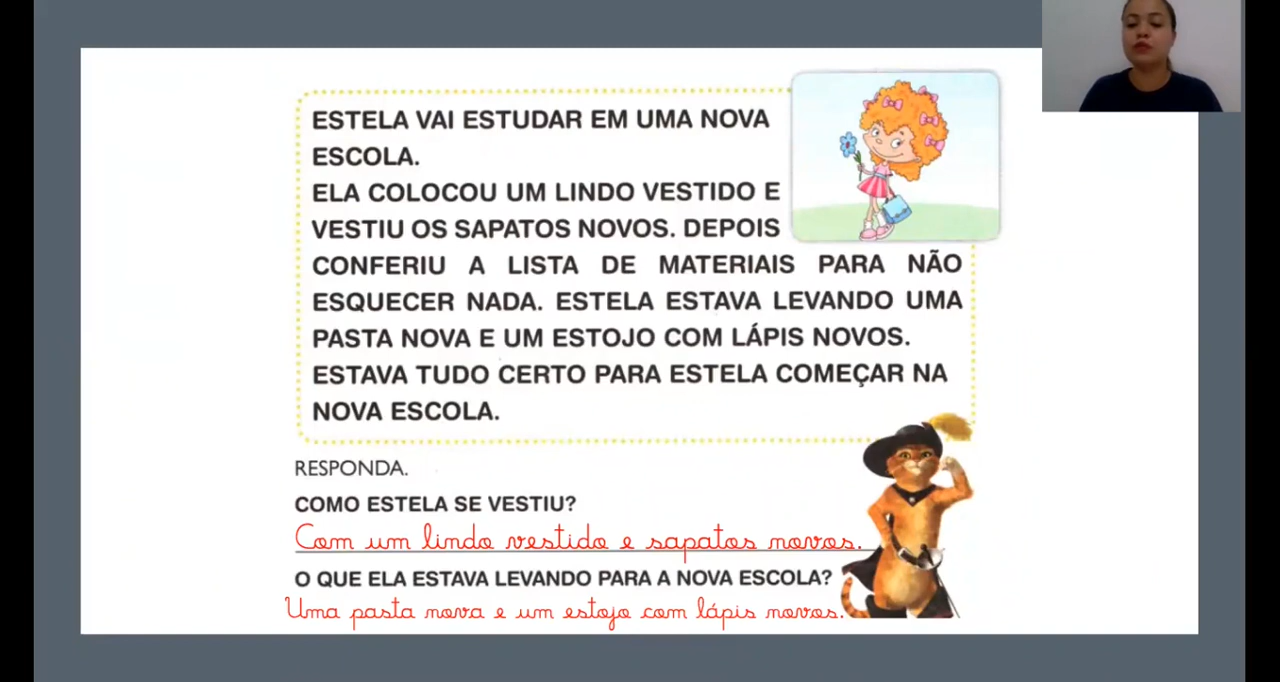 ESTELA VAI ESTUDAR EM UMA NOVA
ESCOLA.
ELA COLOCOU UM LINDO VESTIDO E
VESTIU OS SAPATOS NOVOS. DEPOIS
CONFERIU A LISTA DE MATERIAIS PARA NÃO
ESQUECER NADA. ESTELA ESTAVA LEVANDO UMA
PASTA NOVA E UM ESTOJO COM LÁPIS NOVOS.
ESTAVA TUDO CERTO PARA ESTELA COMEÇAR NA
NOVA ESCOLA.
RESPONDA.
COMO ESTELA SE VESTIU?
Com um lindo vestido e sapatos novos.
O QUE ELA ESTAVA LEVANDO PARA A NOVA ESCOLA?
Uma pasta nova e um estojo com lápis novos.